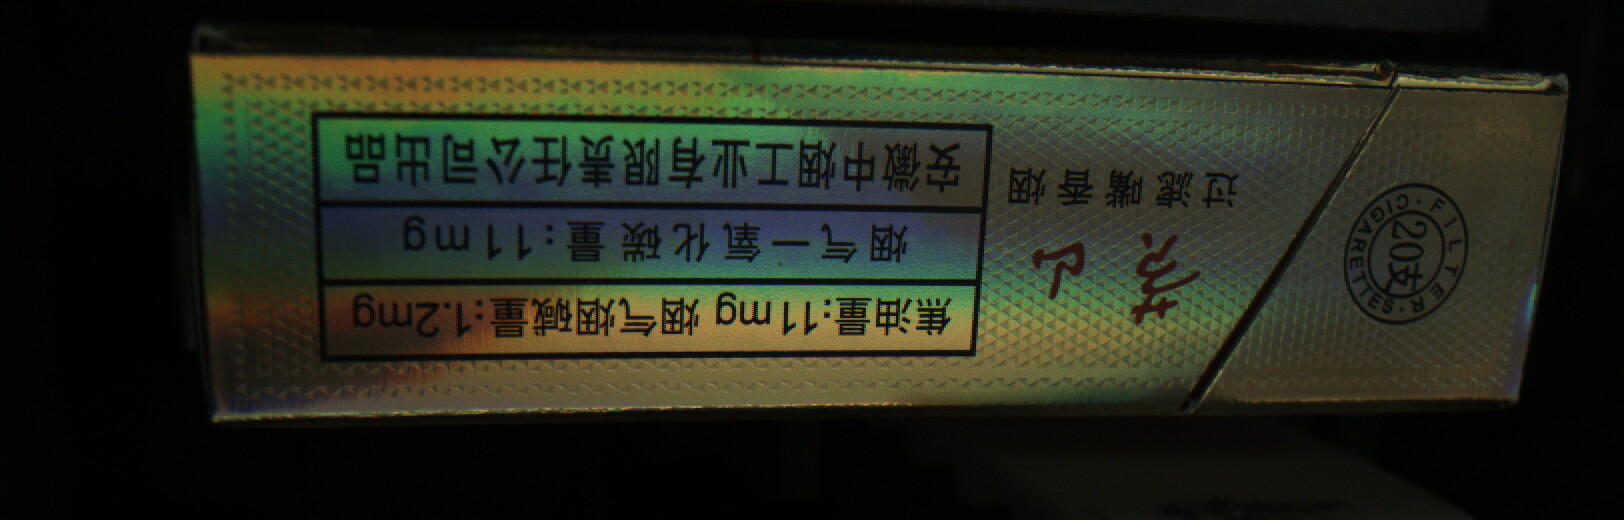 FILTER·CIGARETTES·
20支
黄山
过滤嘴香烟
焦油量:11mg 烟气烟碱量:1.2mg
烟气一氧化碳量:11mg
安徽中烟工业有限责任公司出品